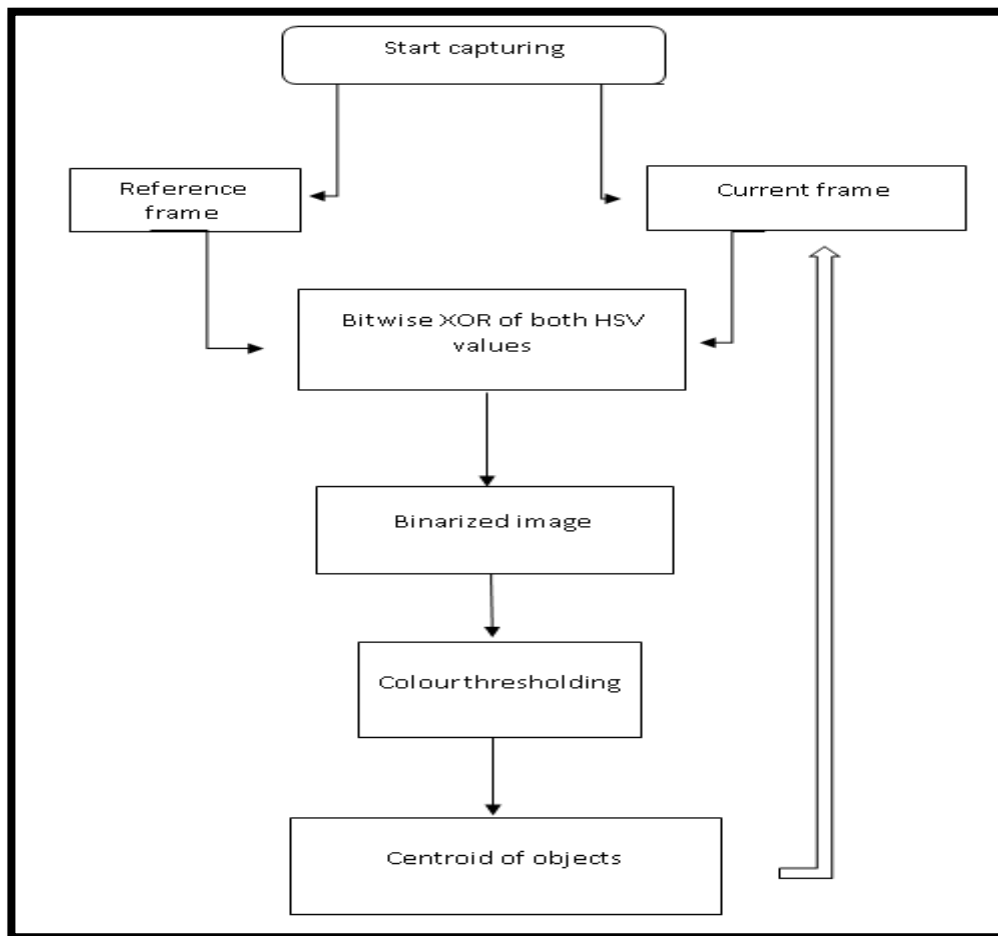 Start capturing
Reference
frame
Current frame
Bitwise XOR of both HSV
values
Binarized image
Colourthresholding
Centroid of objects